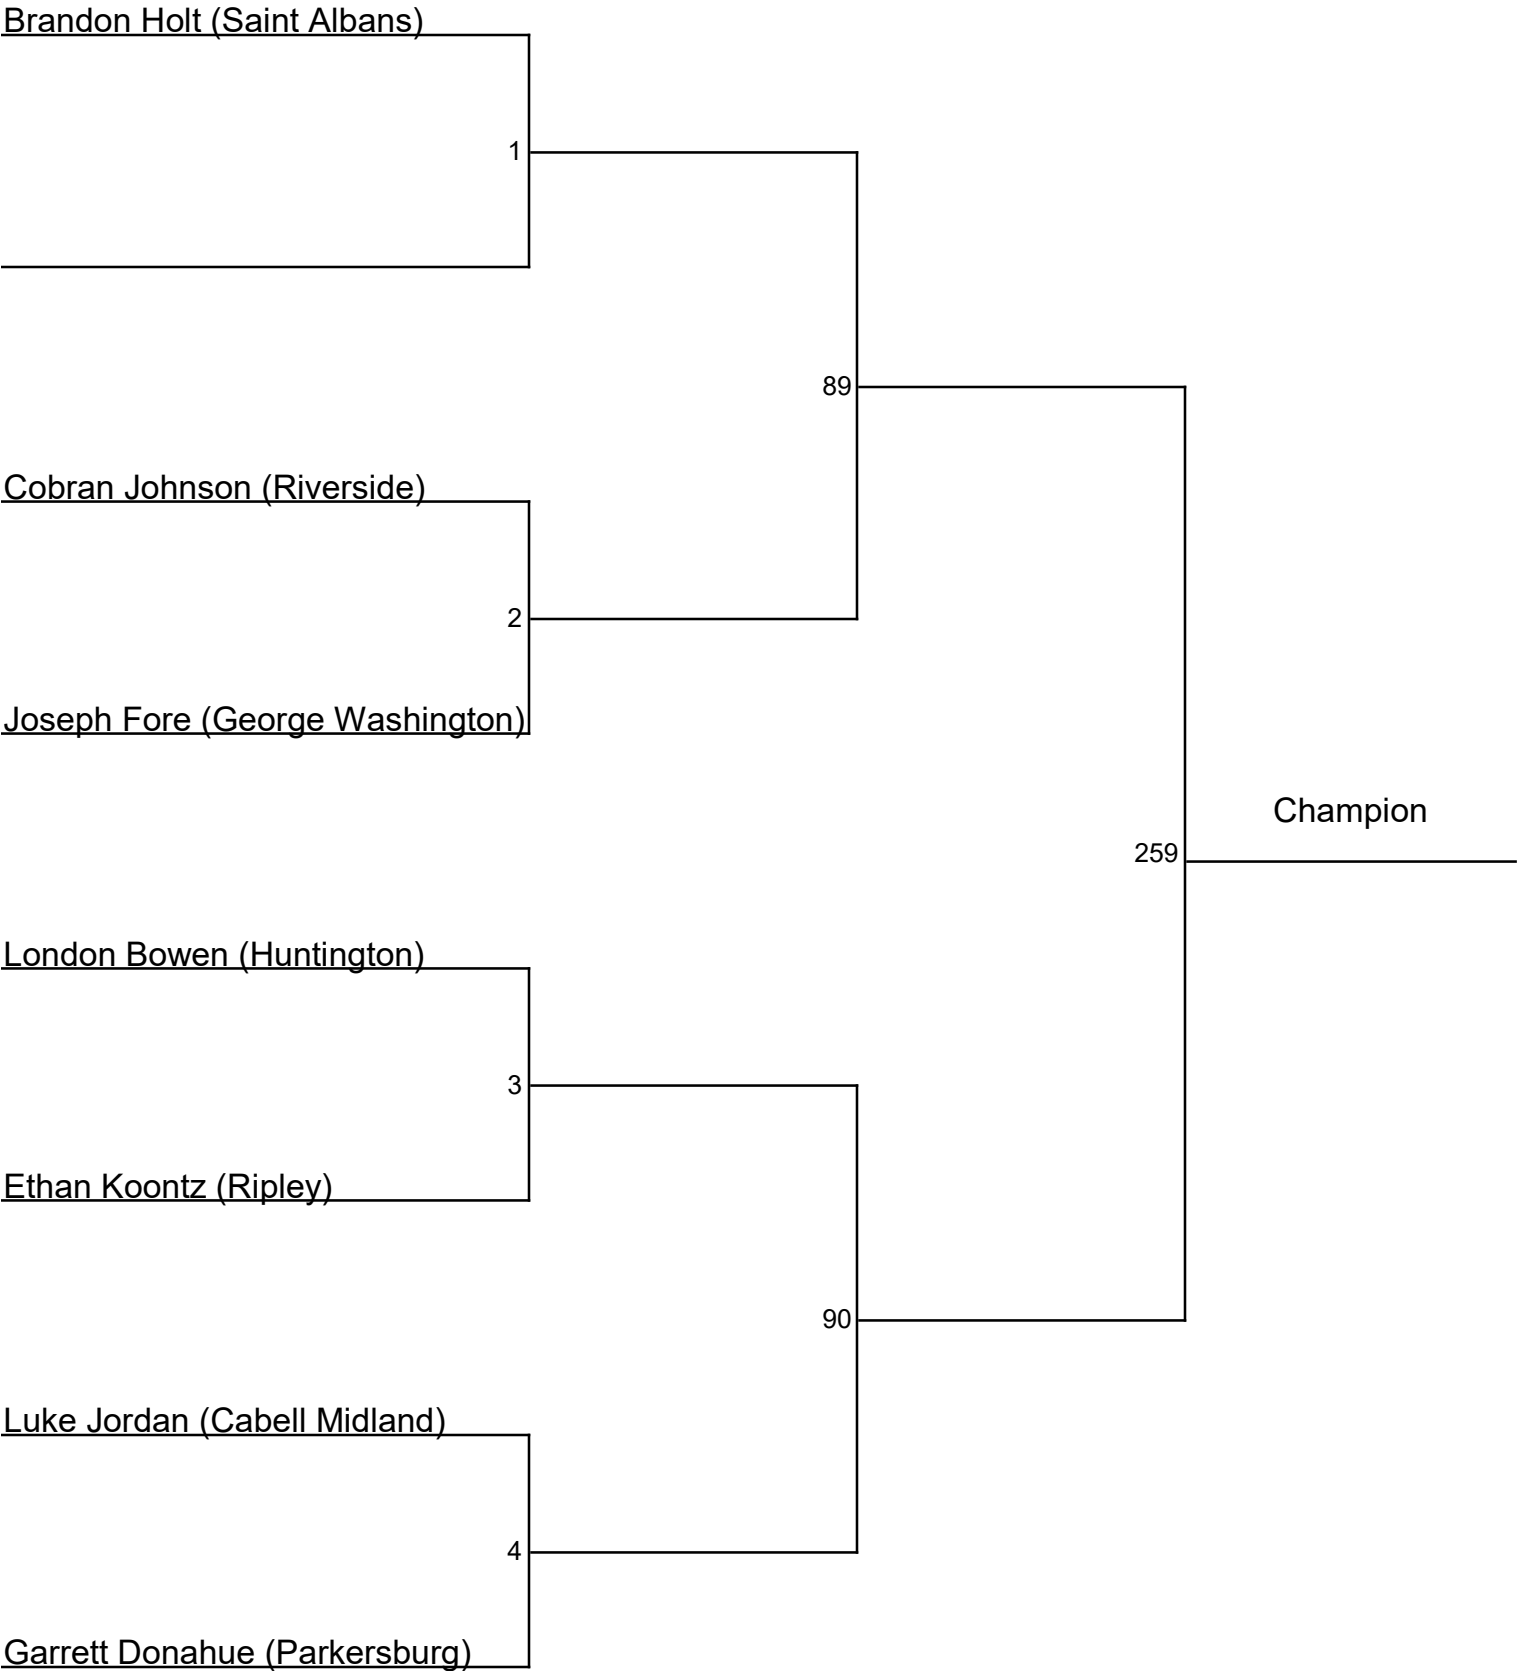 Brandon Holt (Saint Albans)
1
89
Cobran Johnson (Riverside)
2
Joseph Fore (George Washington)
Champion
259
London Bowen (Huntington)
3
Ethan Koontz (Ripley)
90
Luke Jordan (Cabell Midland)
4
Garrett Donahue (Parkersburg)